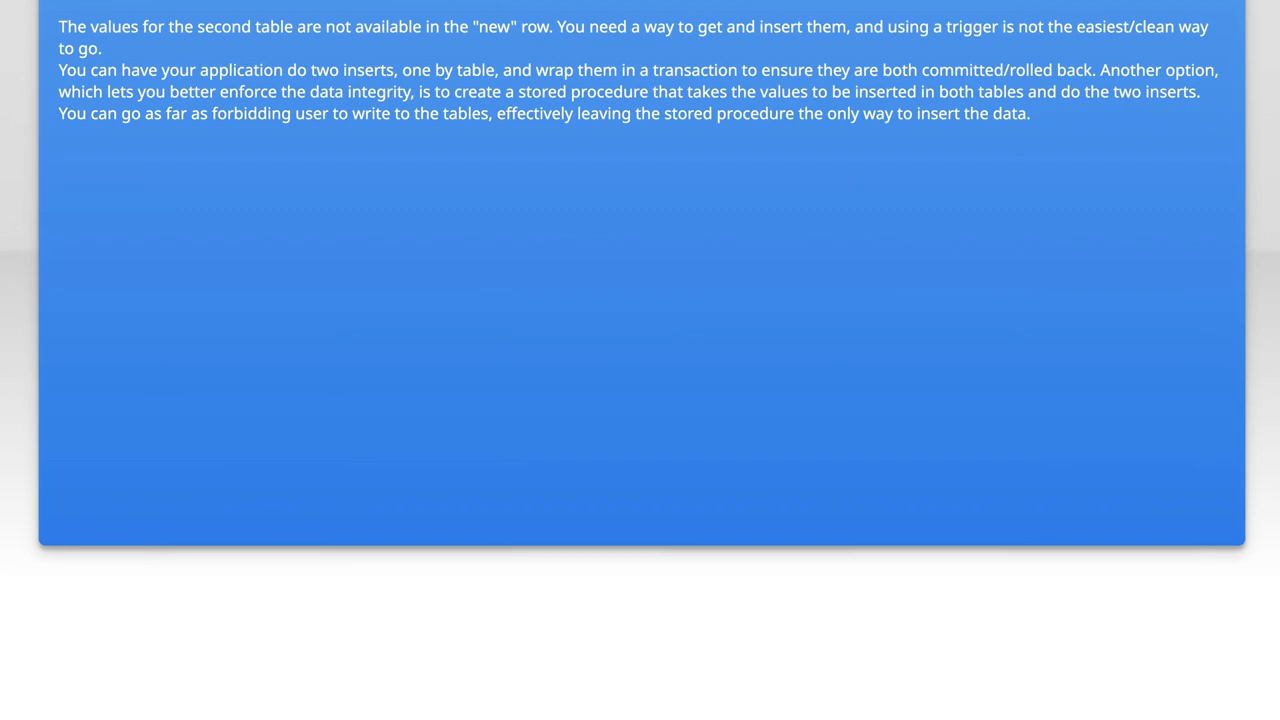 The values for the second table are not available in the "new" row. You need a way to get and insert them, and using a trigger is not the easiest/clean way
to go.
You can have your application do two inserts, one by table, and wrap them in a transaction to ensure they are both committed/rolled back. Another option,
which lets you better enforce the data integrity, is to create a stored procedure that takes the values to be inserted in both tables and do the two inserts.
You can go as far as forbidding user to write to the tables, effectively leaving the stored procedure the only way to insert the data.